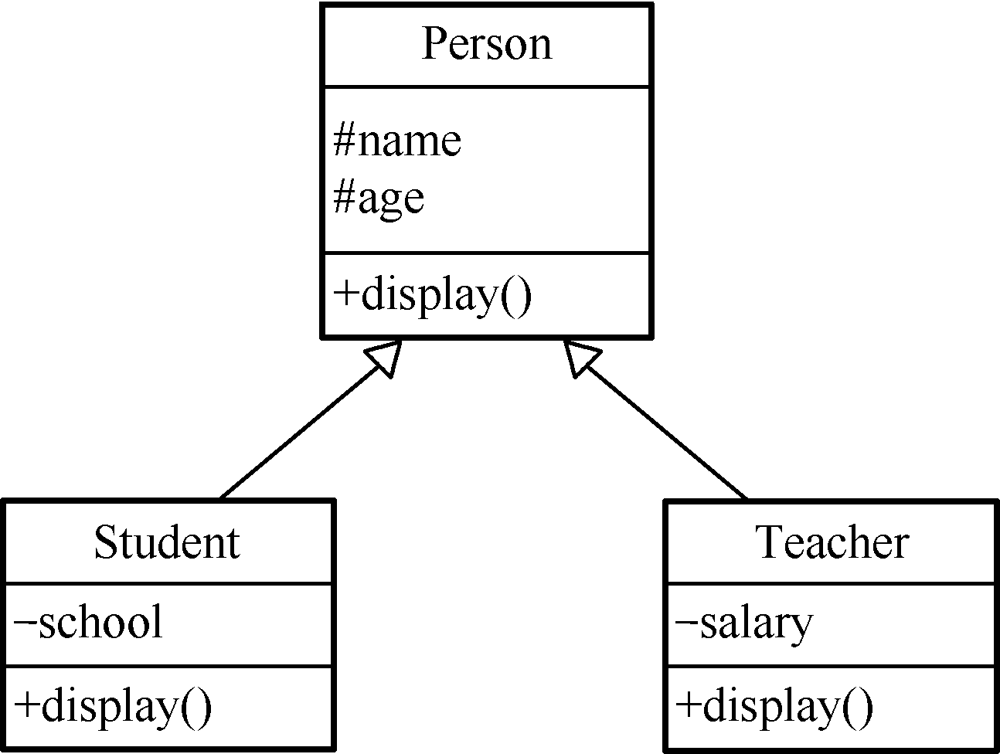 Person
#name
#age
+display()
Student
−school
+display()
Teacher
−salary
+display()